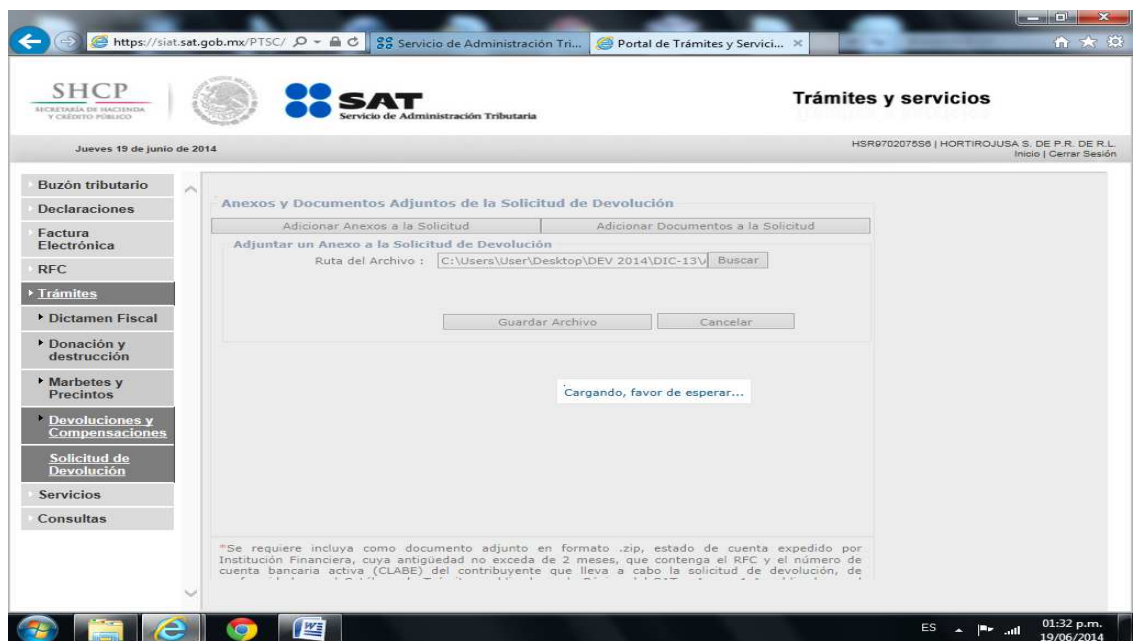 https://siat.sat.gob.mx/PTSC/
Servicio de Administración Tri...
Portal de Trámites y Servici...
SHCP
SECRETARÍA DE HACIENDA
Y CRÉDITO PÚBLICO
SAT
Servicio de Administración Tributaria
Trámites y servicios
Jueves 19 de junio de 2014
HSR9702075S6 | HORTIROJUSA S. DE P.R. DE R.L.
Inicio | Cerrar Sesión
Buzón tributario
Declaraciones
Factura
Electrónica
RFC
Trámites
Dictamen Fiscal
Donación y
destrucción
Marbetes y
Precintos
Devoluciones y
Compensaciones
Solicitud de
Devolución
Servicios
Consultas
Anexos y Documentos Adjuntos de la Solicitud de Devolución
Adicionar Anexos a la Solicitud
Adicionar Documentos a la Solicitud
Adjuntar un Anexo a la Solicitud de Devolución
Ruta del Archivo : C:\Users\User\Desktop\DEV 2014\DIC-13\ Buscar
Guardar Archivo
Cancelar
Cargando, favor de esperar...
*Se requiere incluya como documento adjunto en formato .zip, estado de cuenta expedido por
Institución Financiera, cuya antigüedad no exceda de 2 meses, que contenga el RFC y el número de
cuenta bancaria activa (CLABE) del contribuyente que lleva a cabo la solicitud de devolución, de
ES
01:32 p.m.
19/06/2014